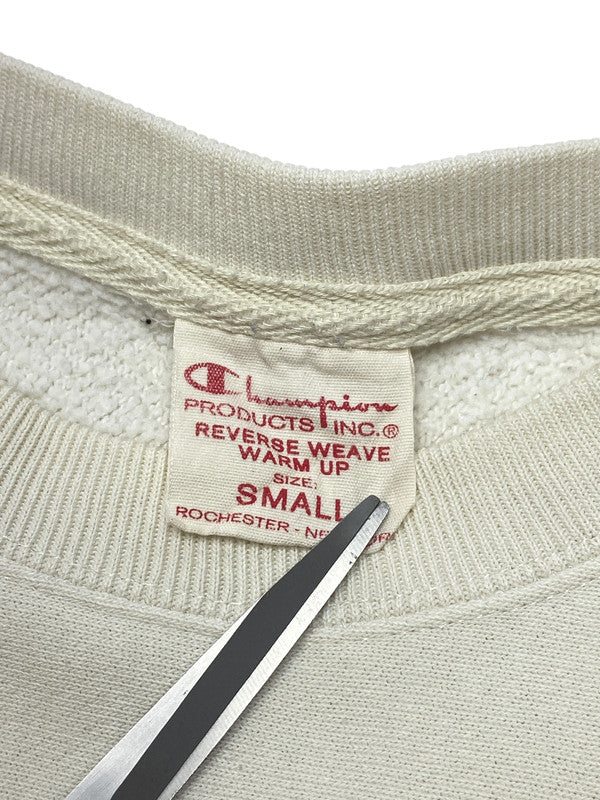 Champion
PRODUCTS INC.®
REVERSE WEAVE
WARM UP
SIZE:
SMALL
ROCHESTER -